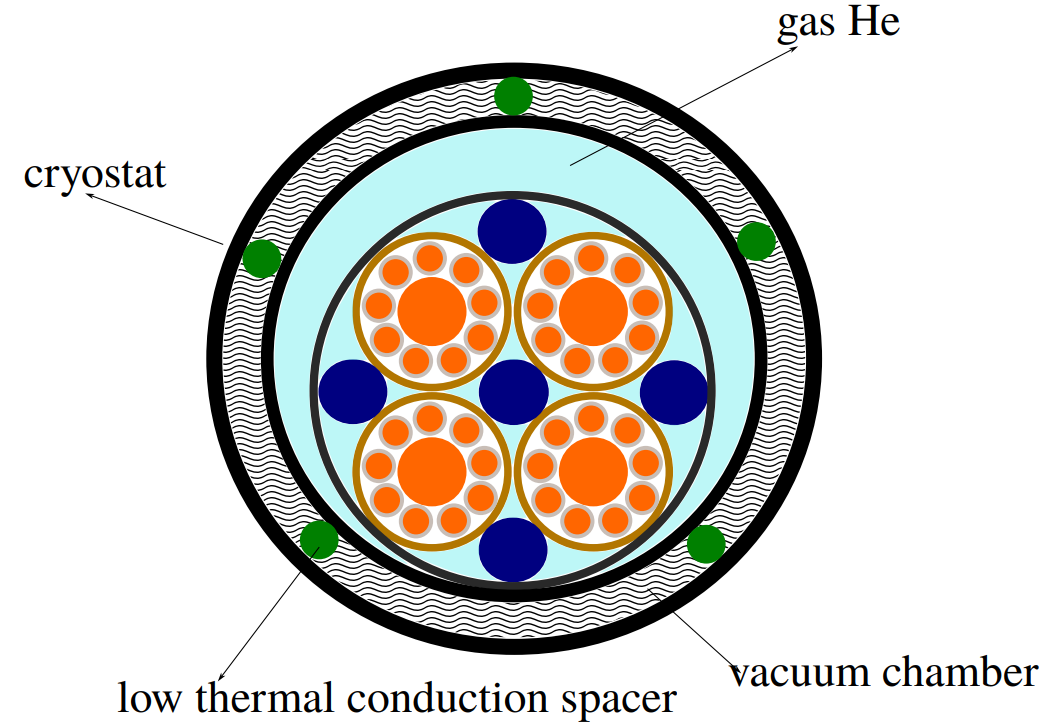 gas He
cryostat
vacuum chamber
low thermal conduction spacer